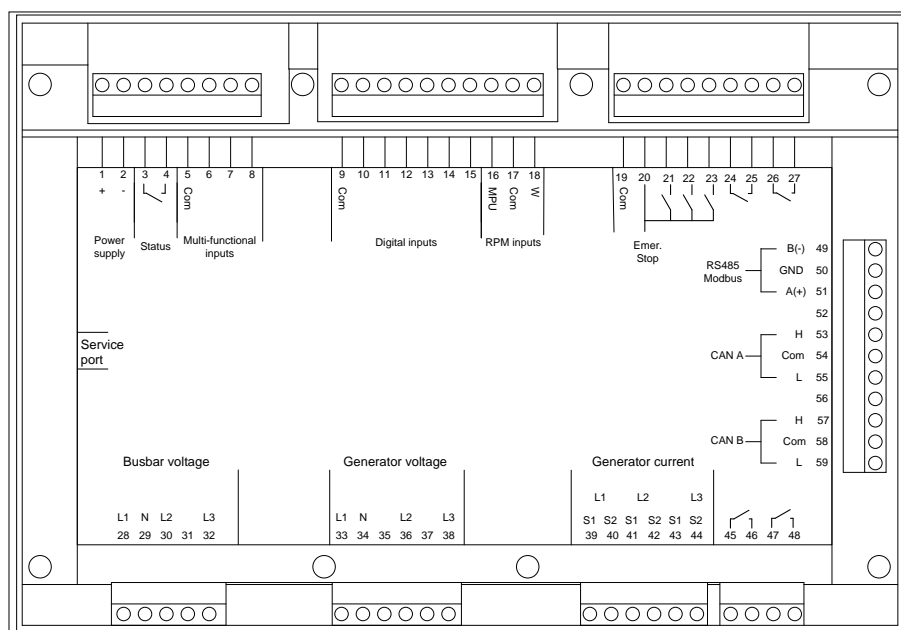 1 2 3 4 5 6 7 8 9 10 11 12 13 14 15 16 17 18 19 20 21 22 23 24 25 26 27
+ - Com Com MPU Com W Com
Power supply
Status
Multi-functional inputs
Digital inputs
RPM inputs
Emer. Stop
RS485 Modbus
B(-) 49
GND 50
A(+) 51
52
Service port
CAN A
H 53
Com 54
L 55
56
CAN B
H 57
Com 58
L 59
Busbar voltage
Generator voltage
Generator current
L1 L2 L3
L1 N L2 L3
L1 N L2 L3
S1 S2 S1 S2 S1 S2
28 29 30 31 32 33 34 35 36 37 38 39 40 41 42 43 44 45 46 47 48